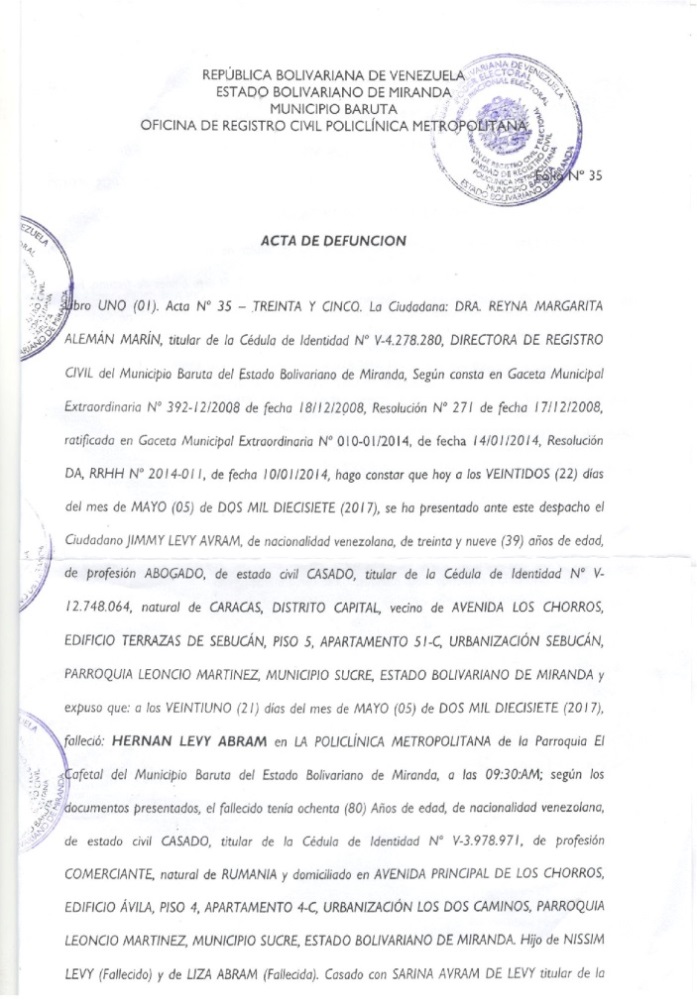 REPÚBLICA BOLIVARIANA DE VENEZUELA
ESTADO BOLIVARIANO DE MIRANDA
MUNICIPIO BARUTA
OFICINA DE REGISTRO CIVIL POLICLÍNICA METROPOLITANA
Folio Nº 35
ACTA DE DEFUNCION
Libro UNO (01). Acta Nº 35 – TREINTA Y CINCO. La Ciudadana: DRA. REYNA MARGARITA
ALEMÁN MARÍN, titular de la Cédula de Identidad Nº V-4.278.280, DIRECTORA DE REGISTRO
CIVIL del Municipio Baruta del Estado Bolivariano de Miranda, Según consta en Gaceta Municipal
Extraordinaria Nº 392-12/2008 de fecha 18/12/2008, Resolución Nº 271 de fecha 17/12/2008,
ratificada en Gaceta Municipal Extraordinaria Nº 010-01/2014, de fecha 14/01/2014, Resolución
DA, RRHH Nº 2014-011, de fecha 10/01/2014, hago constar que hoy a los VEINTIDOS (22) días
del mes de MAYO (05) de DOS MIL DIECISIETE (2017), se ha presentado ante este despacho el
Ciudadano JIMMY LEVY AVRAM, de nacionalidad venezolana, de treinta y nueve (39) años de edad,
de profesión ABOGADO, de estado civil CASADO, titular de la Cédula de Identidad Nº V-
12.748.064, natural de CARACAS, DISTRITO CAPITAL, vecino de AVENIDA LOS CHORROS,
EDIFICIO TERRAZAS DE SEBUCÁN, PISO 5, APARTAMENTO 51-C, URBANIZACIÓN SEBUCÁN,
PARROQUIA LEONCIO MARTINEZ, MUNICIPIO SUCRE, ESTADO BOLIVARIANO DE MIRANDA y
expuso que: a los VEINTIUNO (21) días del mes de MAYO (05) de DOS MIL DIECISIETE (2017),
falleció: HERNAN LEVY ABRAM en LA POLICLÍNICA METROPOLITANA de la Parroquia El
Cafetal del Municipio Baruta del Estado Bolivariano de Miranda, a las 09:30AM; según los
documentos presentados, el fallecido tenía ochenta (80) Años de edad, de nacionalidad venezolana,
de estado civil CASADO, titular de la Cédula de Identidad Nº V-3.978.971, de profesión
COMERCIANTE, natural de RUMANIA y domiciliado en AVENIDA PRINCIPAL DE LOS CHORROS,
EDIFICIO ÁVILA, PISO 4, APARTAMENTO 4-C, URBANIZACIÓN LOS DOS CAMINOS, PARROQUIA
LEONCIO MARTINEZ, MUNICIPIO SUCRE, ESTADO BOLIVARIANO DE MIRANDA. Hijo de NISSIM
LEVY (Fallecido) y de LIZA ABRAM (Fallecida). Casado con SARINA AVRAM DE LEVY titular de la